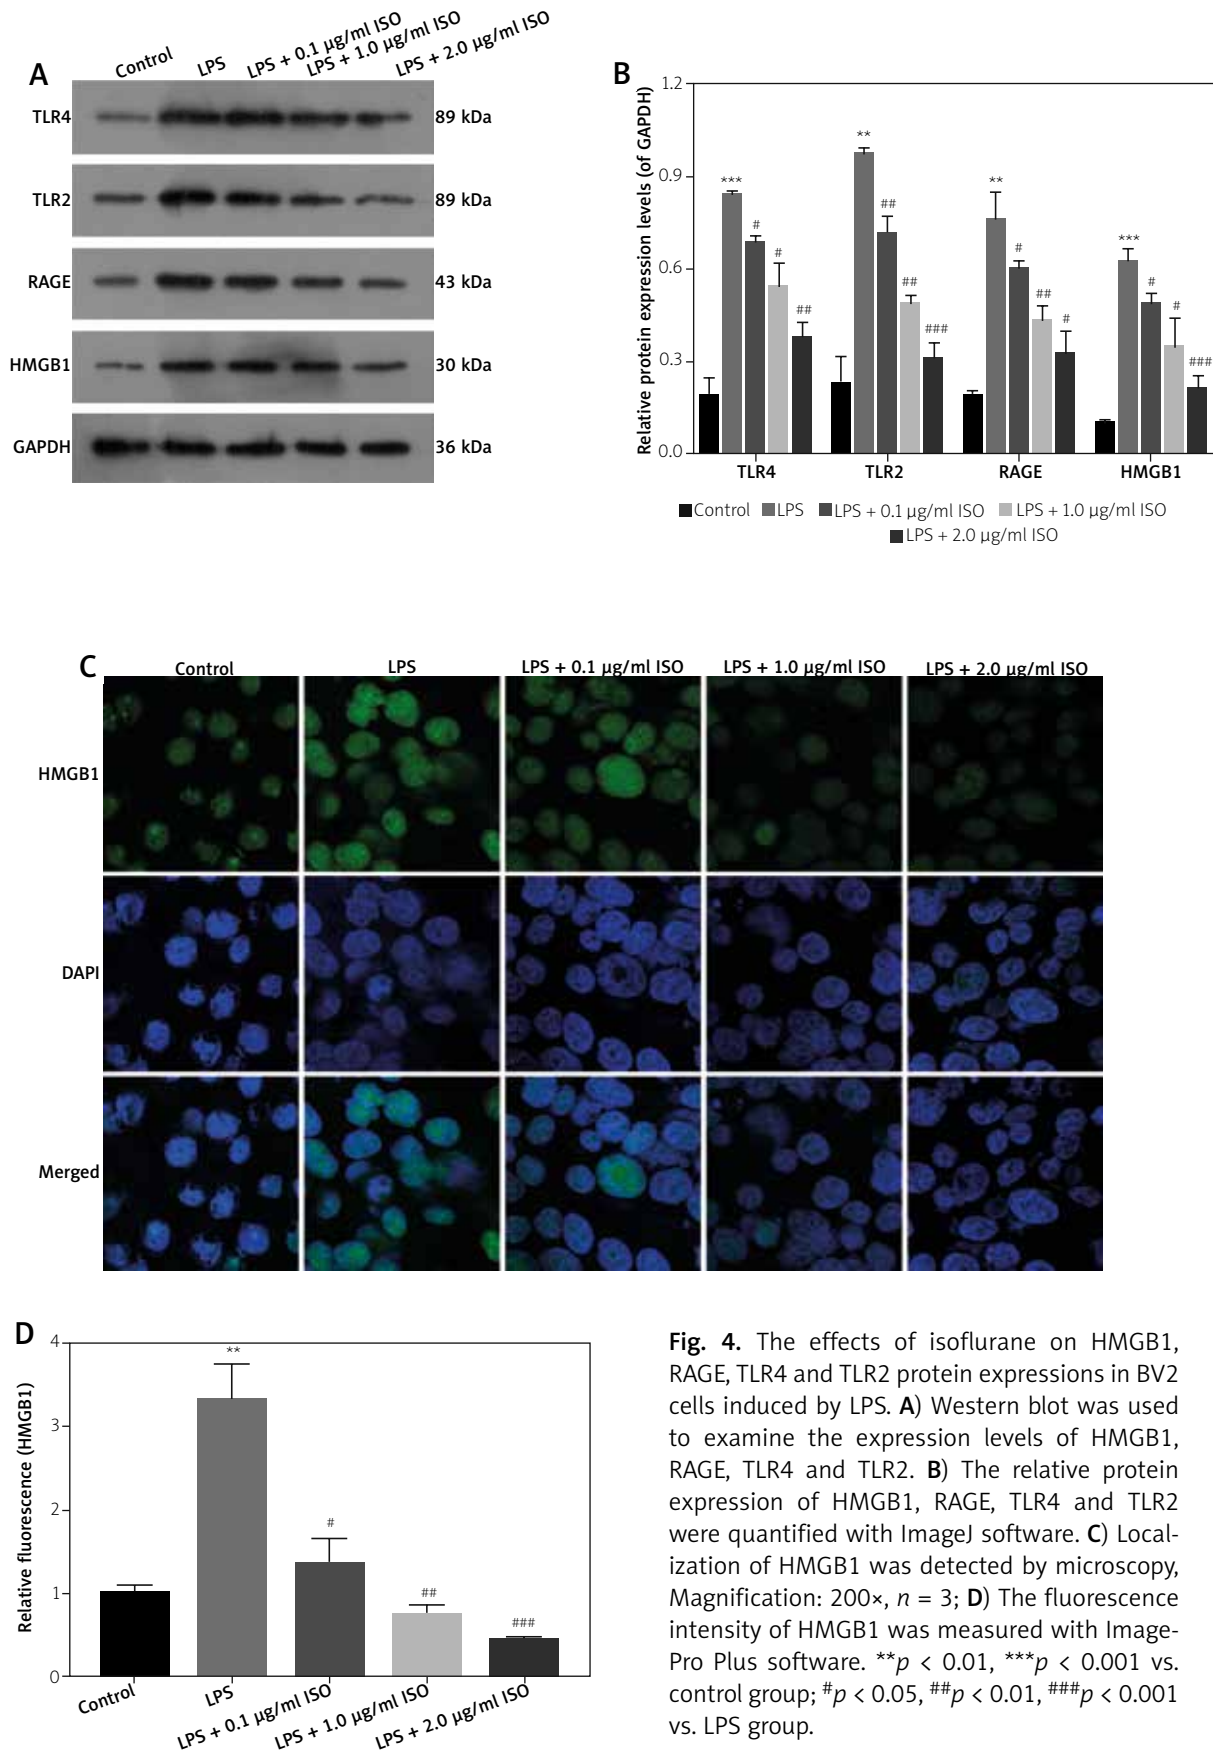 A
Control
LPS
LPS + 0.1 µg/ml ISO
LPS + 1.0 µg/ml ISO
LPS + 2.0 µg/ml ISO
TLR4 89 kDa
TLR2 89 kDa
RAGE 43 kDa
HMGB1 30 kDa
GAPDH 36 kDa
B
Relative protein expression levels (of GAPDH)
1.2
0.9
0.6
0.3
0.0
*** # # ##
** ## ## ###
** # ## #
*** # # ###
TLR4 TLR2 RAGE HMGB1
Control LPS LPS + 0.1 µg/ml ISO LPS + 1.0 µg/ml ISO
LPS + 2.0 µg/ml ISO
C
Control LPS LPS + 0.1 µg/ml ISO LPS + 1.0 µg/ml ISO LPS + 2.0 µg/ml ISO
HMGB1
DAPI
Merged
D
Relative fluorescence (HMGB1)
4
3
2
1
0
**
#
##
###
Control
LPS
LPS + 0.1 µg/ml ISO
LPS + 1.0 µg/ml ISO
LPS + 2.0 µg/ml ISO
Fig. 4. The effects of isoflurane on HMGB1,
RAGE, TLR4 and TLR2 protein expressions in BV2
cells induced by LPS. A) Western blot was used
to examine the expression levels of HMGB1,
RAGE, TLR4 and TLR2. B) The relative protein
expression of HMGB1, RAGE, TLR4 and TLR2
were quantified with ImageJ software. C) Local-
ization of HMGB1 was detected by microscopy,
Magnification: 200×, n = 3; D) The fluorescence
intensity of HMGB1 was measured with Image-
Pro Plus software. **p < 0.01, ***p < 0.001 vs.
control group; #p < 0.05, ##p < 0.01, ###p < 0.001
vs. LPS group.